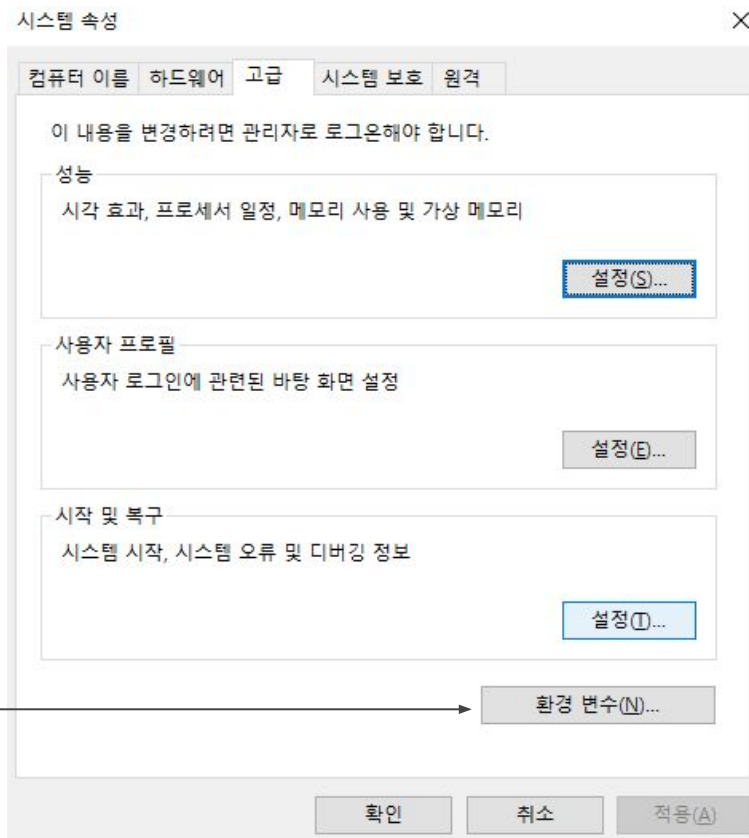 시스템 속성
컴퓨터 이름 하드웨어 고급 시스템 보호 원격
이 내용을 변경하려면 관리자로 로그온해야 합니다.
성능
시각 효과, 프로세서 일정, 메모리 사용 및 가상 메모리
설정(S)...
사용자 프로필
사용자 로그인에 관련된 바탕 화면 설정
설정(E)...
시작 및 복구
시스템 시작, 시스템 오류 및 디버깅 정보
설정(T)...
환경 변수(N)...
확인 취소 적용(A)